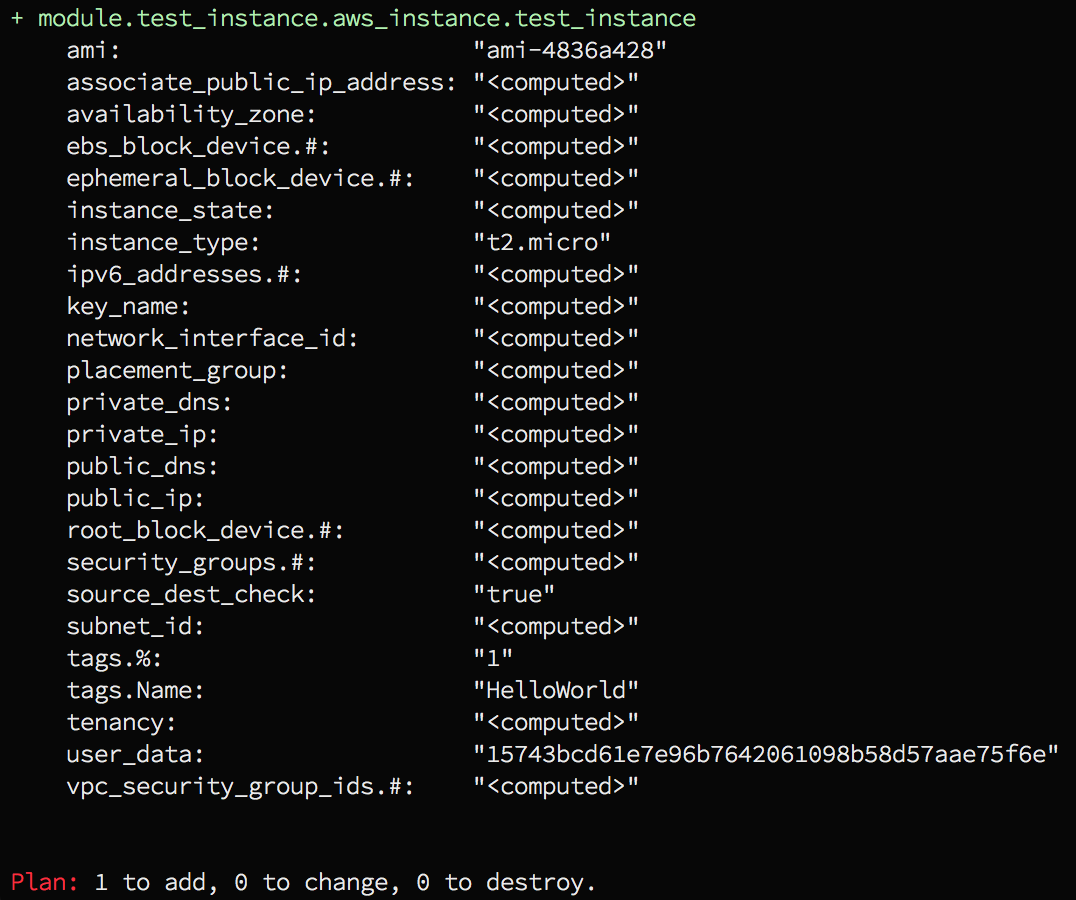 + module.test_instance.aws_instance.test_instance
ami: "ami-4836a428"
associate_public_ip_address: "<computed>"
availability_zone: "<computed>"
ebs_block_device.#: "<computed>"
ephemeral_block_device.#: "<computed>"
instance_state: "<computed>"
instance_type: "t2.micro"
ipv6_addresses.#: "<computed>"
key_name: "<computed>"
network_interface_id: "<computed>"
placement_group: "<computed>"
private_dns: "<computed>"
private_ip: "<computed>"
public_dns: "<computed>"
public_ip: "<computed>"
root_block_device.#: "<computed>"
security_groups.#: "<computed>"
source_dest_check: "true"
subnet_id: "<computed>"
tags.%: "1"
tags.Name: "HelloWorld"
tenancy: "<computed>"
user_data: "15743bcd61e7e96b7642061098b58d57aae75f6e"
vpc_security_group_ids.#: "<computed>"
Plan: 1 to add, 0 to change, 0 to destroy.